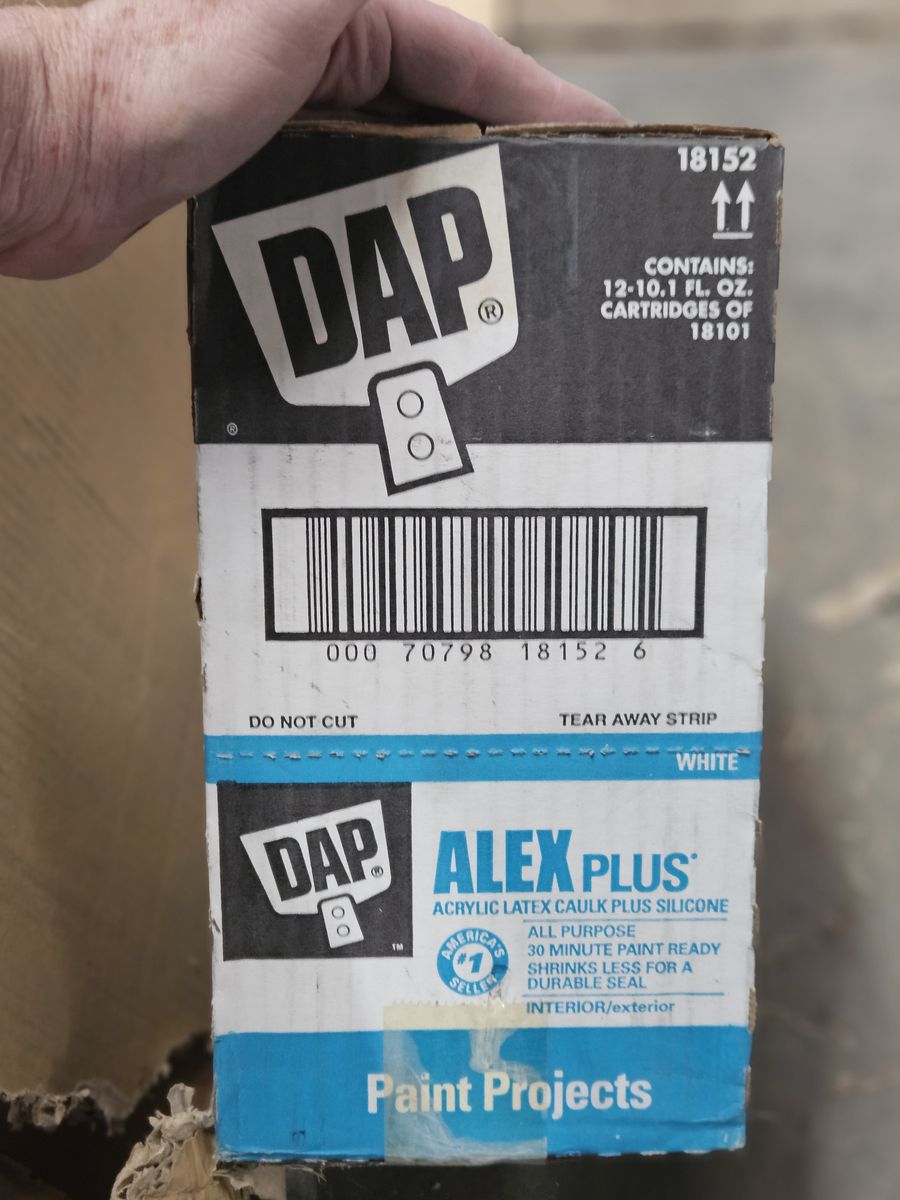 18152
DAP®
CONTAINS:
12-10.1 FL. OZ.
CARTRIDGES OF
18101
®
000 70798 18152 6
DO NOT CUT
TEAR AWAY STRIP
WHITE
DAP®
TM
ALEX PLUS®
ACRYLIC LATEX CAULK PLUS SILICONE
AMERICA'S
#1
SELLER
ALL PURPOSE
30 MINUTE PAINT READY
SHRINKS LESS FOR A
DURABLE SEAL
INTERIOR/exterior
Paint Projects